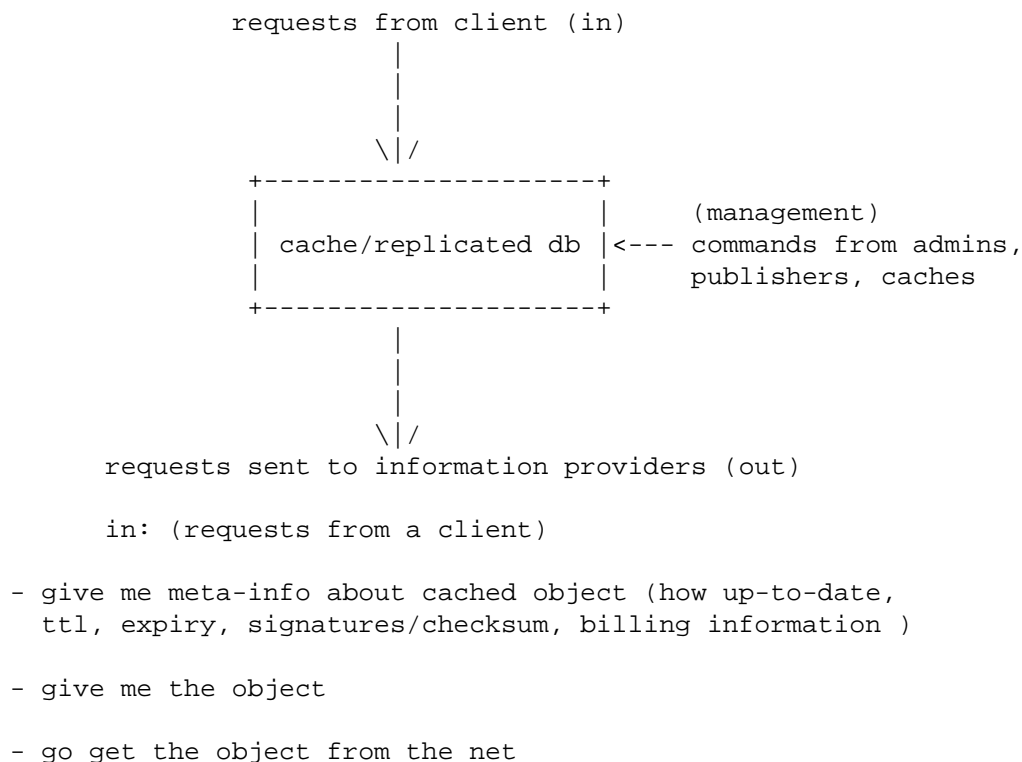 requests from client (in)
(management)
cache/replicated db <--- commands from admins,
publishers, caches
requests sent to information providers (out)
in: (requests from a client)
- give me meta-info about cached object (how up-to-date,
ttl, expiry, signatures/checksum, billing information )
- give me the object
- go get the object from the net